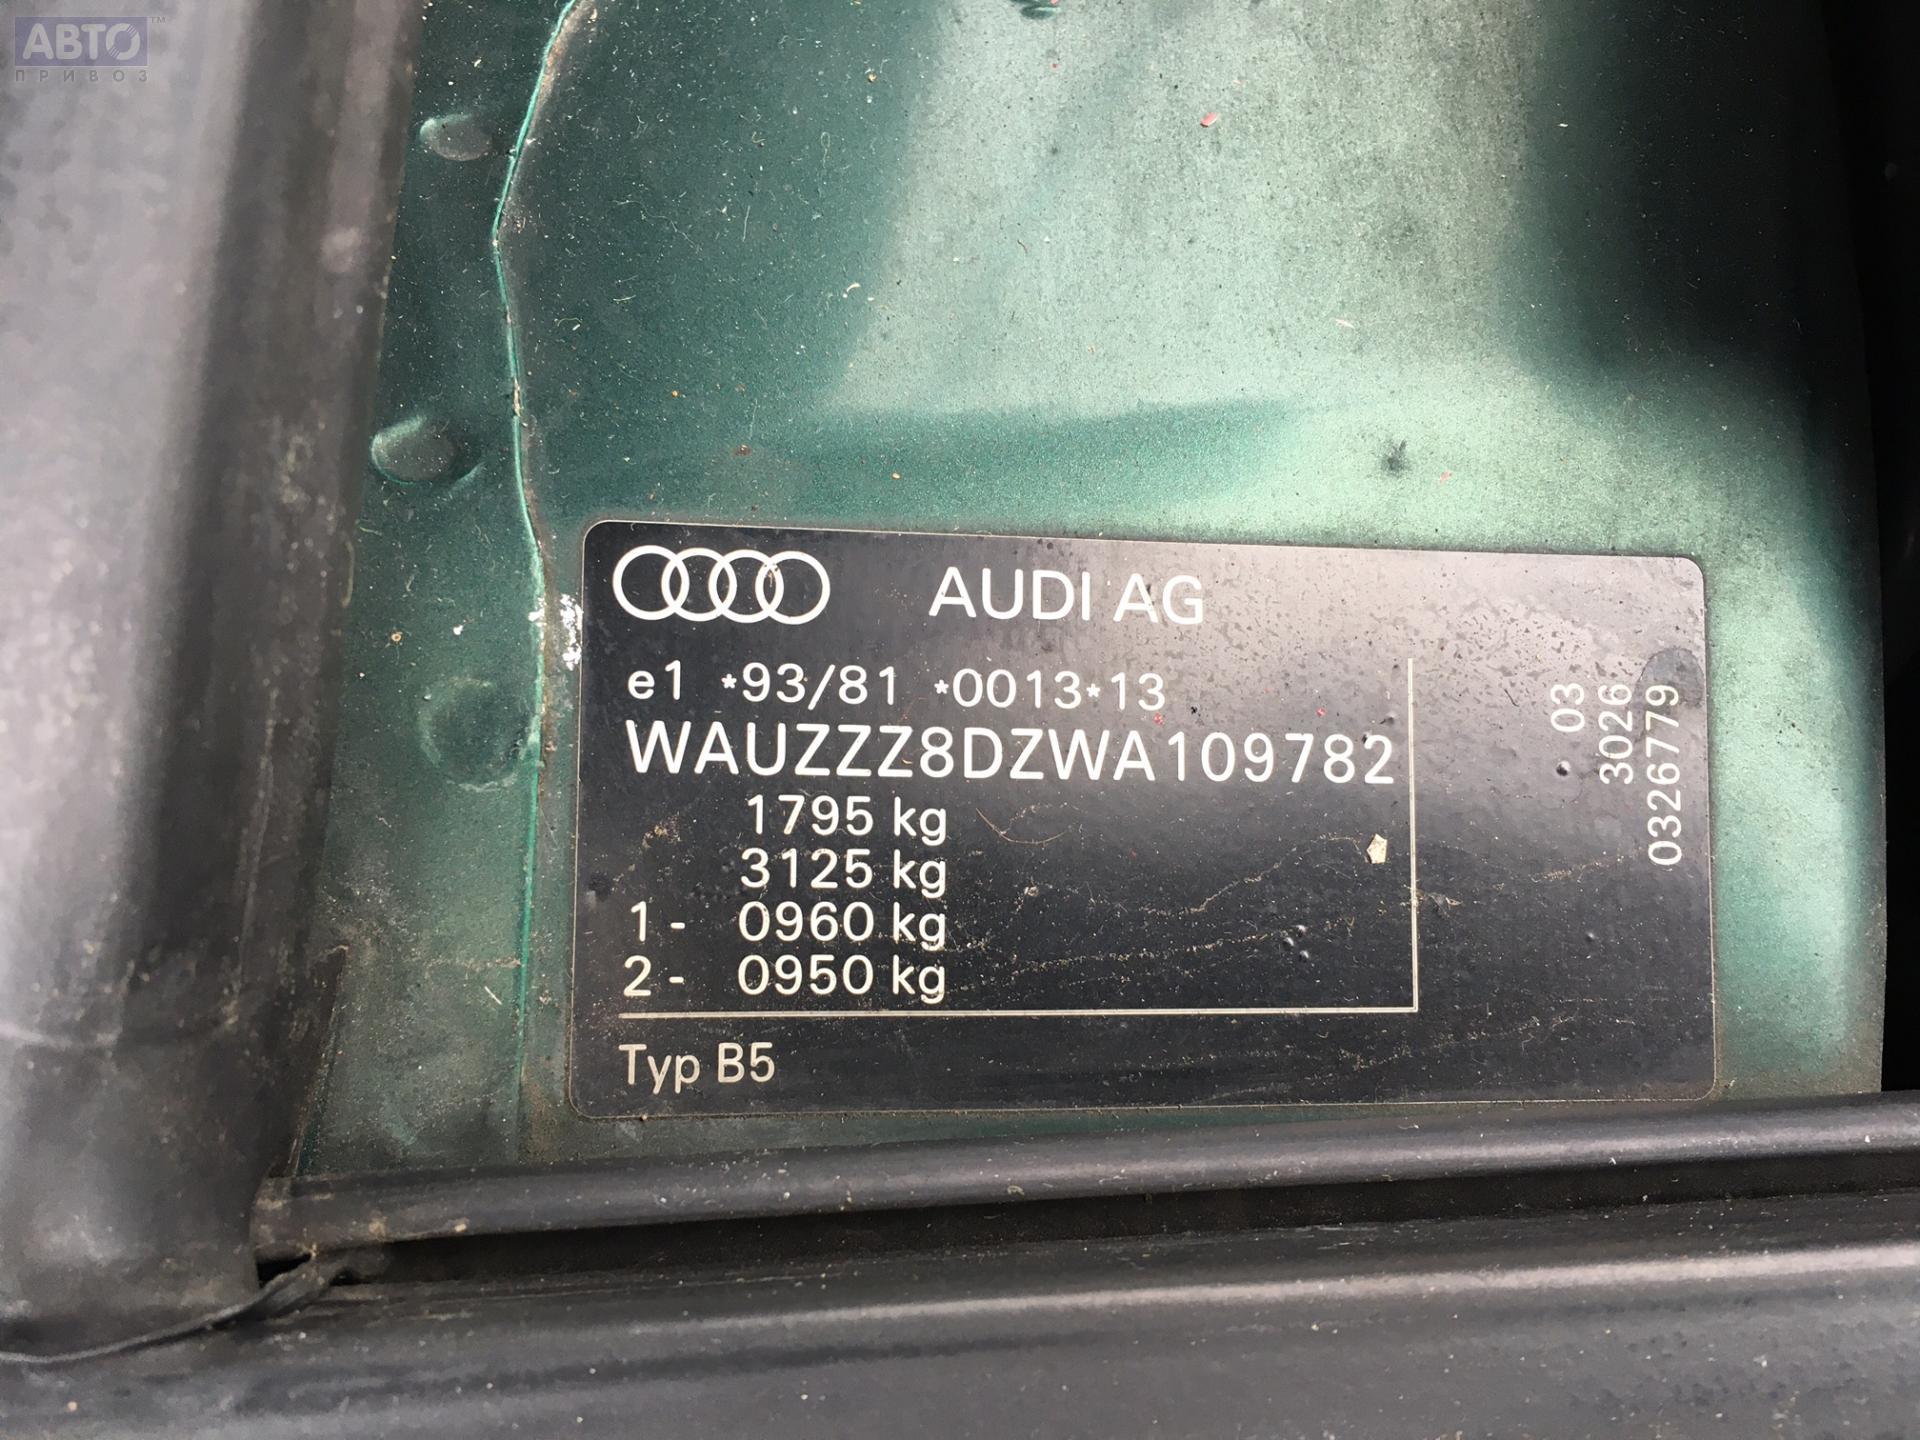 АВТО™
ПРИВОЗ
AUDI AG
e1 *93/81 *0013*13
WAUZZZ8DZWA109782
1795 kg
3125 kg
1- 0960 kg
2- 0950 kg
Typ B5
03
3026
0326779